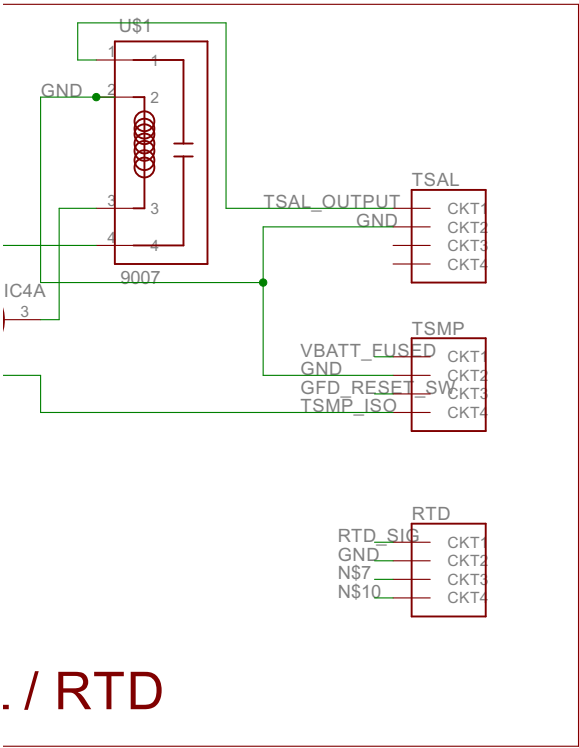 U$1
1
1
GND
2
2
3
3
4
4
9007
IC4A
3
TSAL
TSAL_OUTPUT
CKT1
GND
CKT2
CKT3
CKT4
TSMP
VBATT_FUSED
CKT1
GND
CKT2
GFD_RESET_SW
CKT3
TSMP_ISO
CKT4
RTD
RTD_SIG
CKT1
GND
CKT2
N$7
CKT3
N$10
CKT4
. / RTD